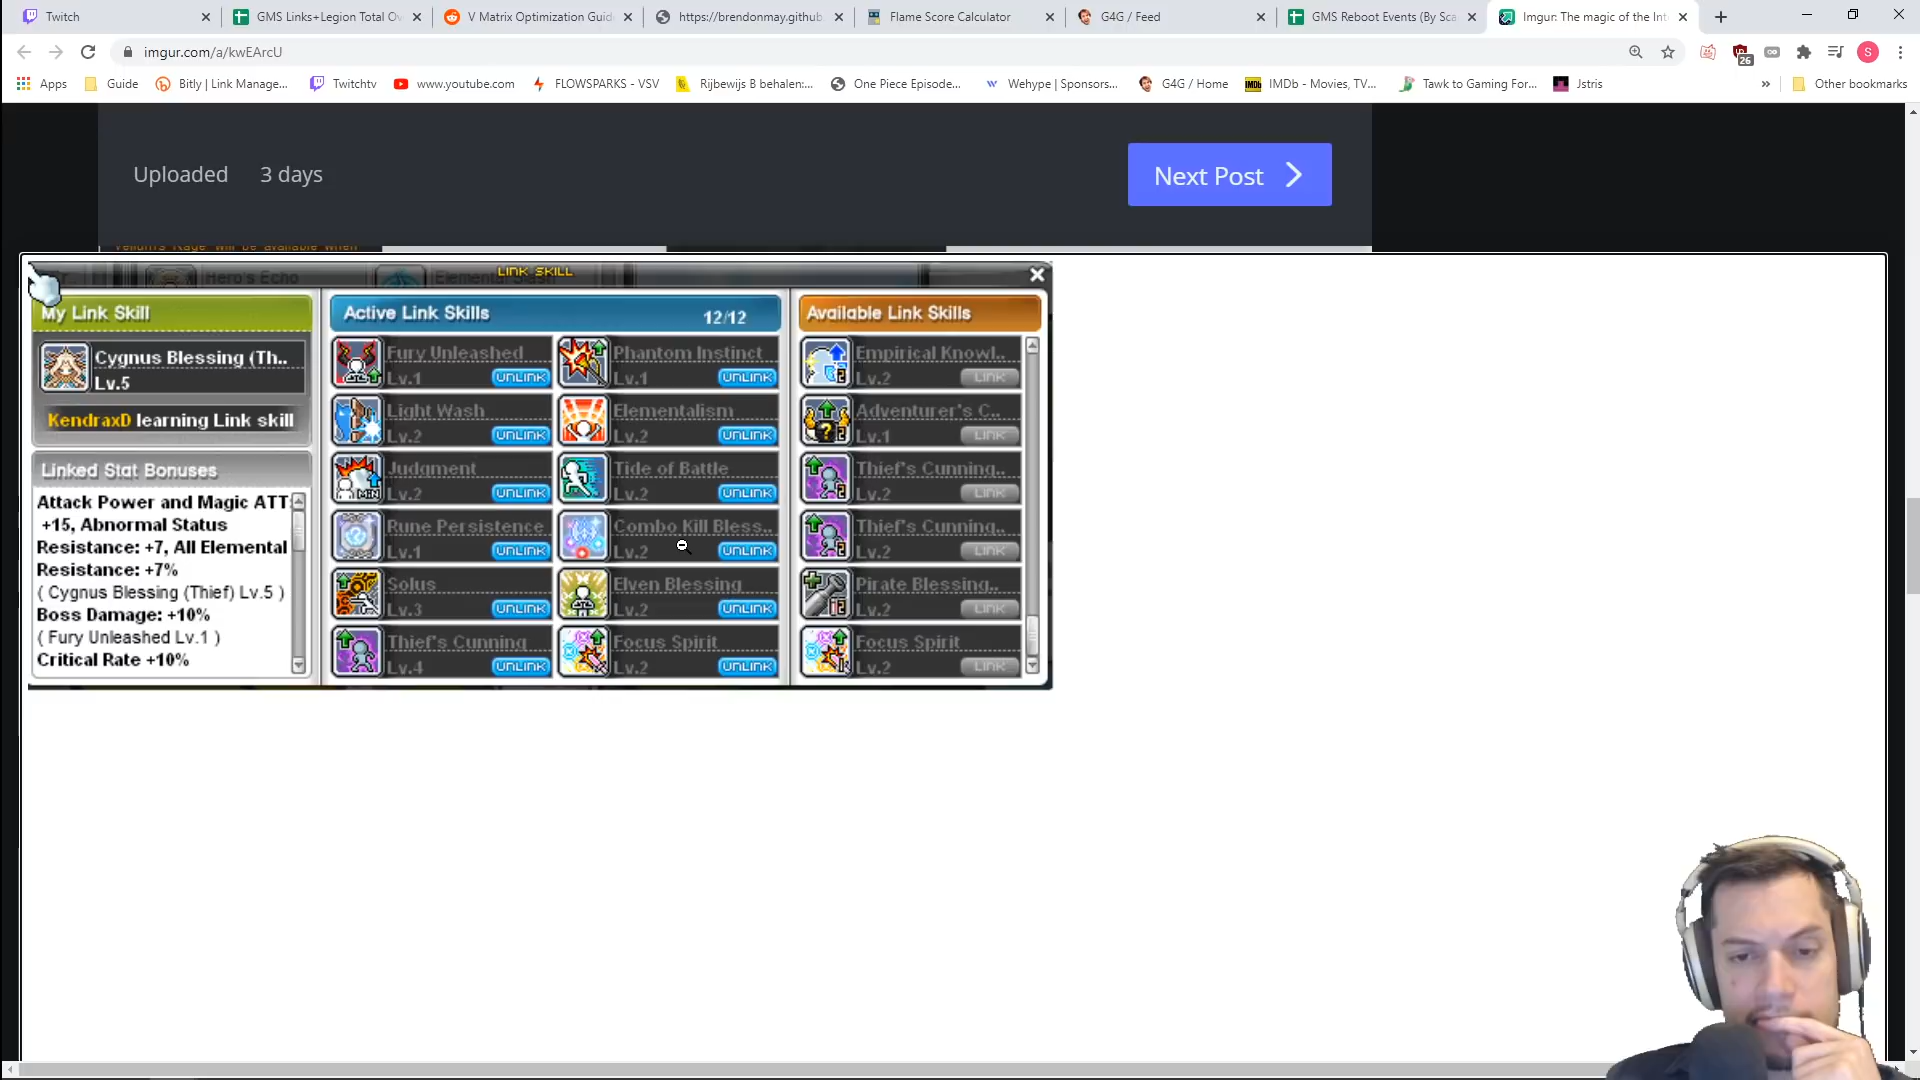 Twitch
GMS Links+Legion Total Ov
V Matrix Optimization Guid
https://brendonmay.github.
Flame Score Calculator
G4G / Feed
GMS Reboot Events (By Sca
Imgur: The magic of the Int
imgur.com/a/kwEArcU
26
S
Apps
Guide
Bitly | Link Manage...
Twitchtv
www.youtube.com
FLOWSPARKS - VSV
Rijbewijs B behalen:...
One Piece Episode...
Wehype | Sponsors...
G4G / Home
IMDb - Movies, TV...
Tawk to Gaming For...
Jstris
»
Other bookmarks
Uploaded 3 days
Next Post
Vellum's Rage will be available when
Hero's Echo
LINK SKILL
My Link Skill
Cygnus Blessing (Th..
Lv.5
KendraxD learning Link skill
Linked Stat Bonuses
Attack Power and Magic ATT:
+15, Abnormal Status
Resistance: +7, All Elemental
Resistance: +7%
( Cygnus Blessing (Thief) Lv.5 )
Boss Damage: +10%
( Fury Unleashed Lv.1 )
Critical Rate +10%
Active Link Skills 12/12
Fury Unleashed
Lv.1 UNLINK
Phantom Instinct
Lv.1 UNLINK
Light Wash
Lv.2 UNLINK
Elementalism
Lv.2 UNLINK
Judgment
Lv.2 UNLINK
Tide of Battle
Lv.2 UNLINK
Rune Persistence
Lv.1 UNLINK
Combo Kill Bless..
Lv.2 UNLINK
Solus
Lv.3 UNLINK
Elven Blessing
Lv.2 UNLINK
Thief's Cunning
Lv.4 UNLINK
Focus Spirit
Lv.2 UNLINK
Available Link Skills
Empirical Knowl..
Lv.2 LINK
Adventurer's C..
Lv.1 LINK
Thief's Cunning..
Lv.2 LINK
Thief's Cunning..
Lv.2 LINK
Pirate Blessing..
Lv.2 LINK
Focus Spirit
Lv.2 LINK